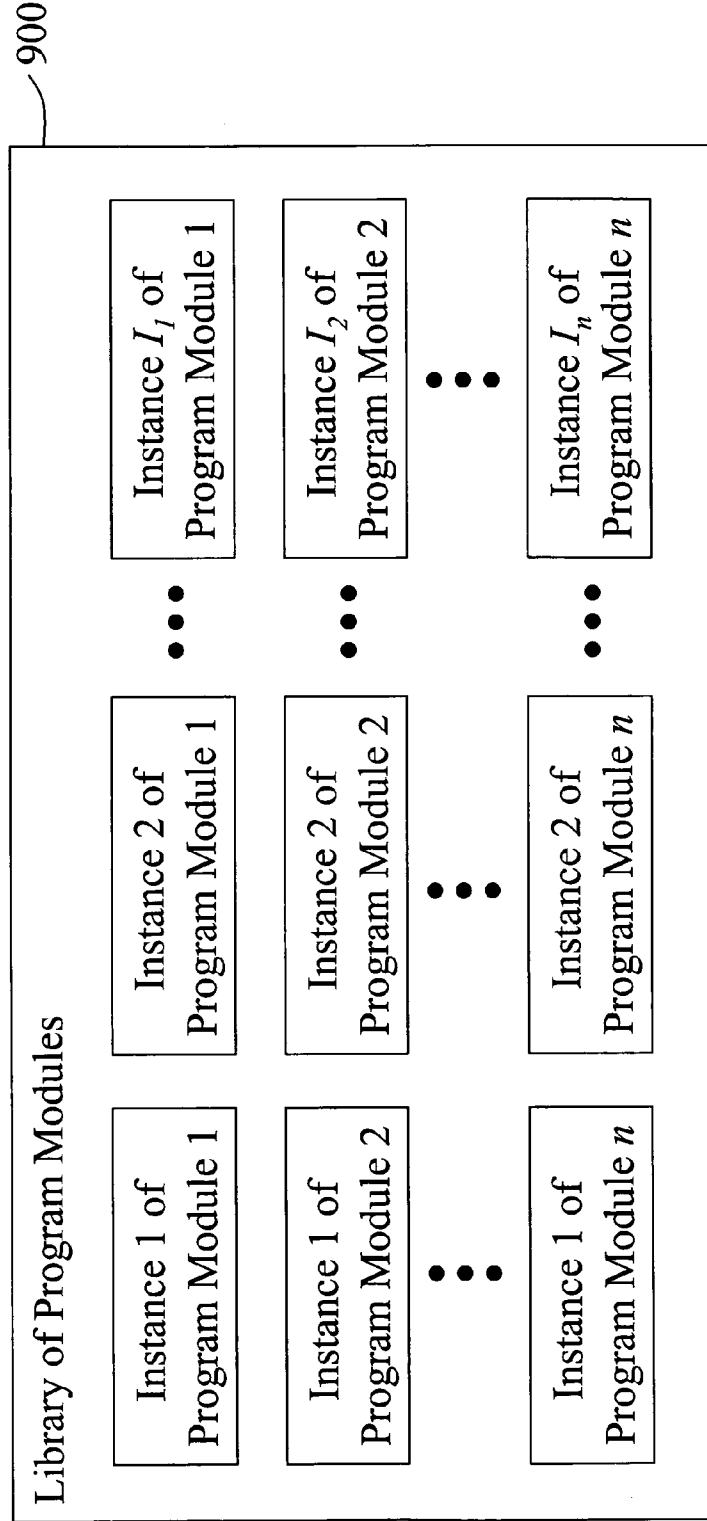 900
Library of Program Modules
Instance 1 of
Program Module 1
Instance 2 of
Program Module 1
Instance I₁ of
Program Module 1
Instance 1 of
Program Module 2
Instance 2 of
Program Module 2
Instance I₂ of
Program Module 2
Instance 1 of
Program Module n
Instance 2 of
Program Module n
Instance Iₙ of
Program Module n